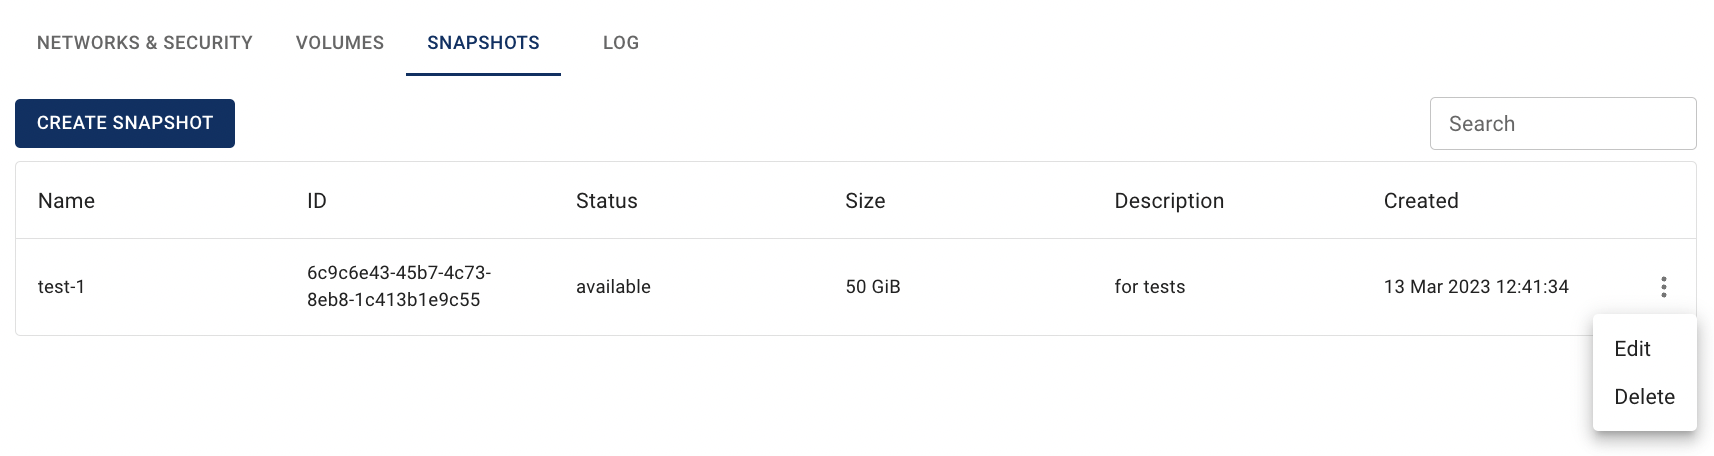 NETWORKS & SECURITY VOLUMES SNAPSHOTS LOG
CREATE SNAPSHOT Search
Name ID Status Size Description Created
6c9c6e43-45b7-4c73-
test-1 available 50 GiB for tests 13 Mar 2023 12:41:34
8eb8-1c413b1e9c55
Edit
Delete